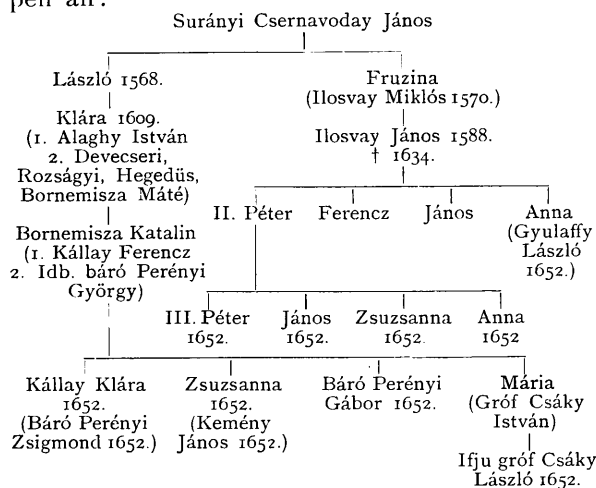 Surányi Csernavoday János
László 1568.
Fruzina
(Ilosvay Miklós 1570.)
Klára 1609.
(1. Alaghy István
2. Devecseri,
Rozságyi, Hegedüs,
Bornemisza Máté)
Ilosvay János 1588.
† 1634.
II. Péter
Ferencz
János
Anna
(Gyulaffy
László
1652.)
Bornemisza Katalin
(1. Kállay Ferencz
2. Idb. báró Perényi
György)
III. Péter
1652.
János
1652.
Zsuzsanna
1652.
Anna
1652
Kállay Klára
1652.
(Báró Perényi
Zsigmond 1652.)
Zsuzsanna
1652.
(Kemény
János 1652.)
Báró Perényi
Gábor 1652.
Mária
(Gróf Csáky
István)
Ifju gróf Csáky
László 1652.